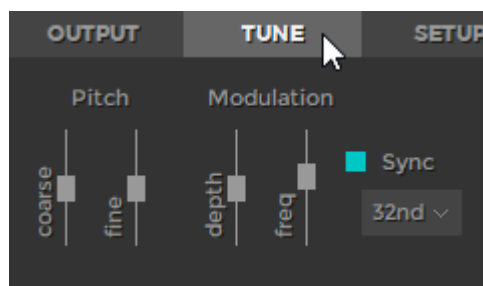 OUTPUT TUNE SETUP
Pitch Modulation
coarse fine depth freq
Sync
32nd